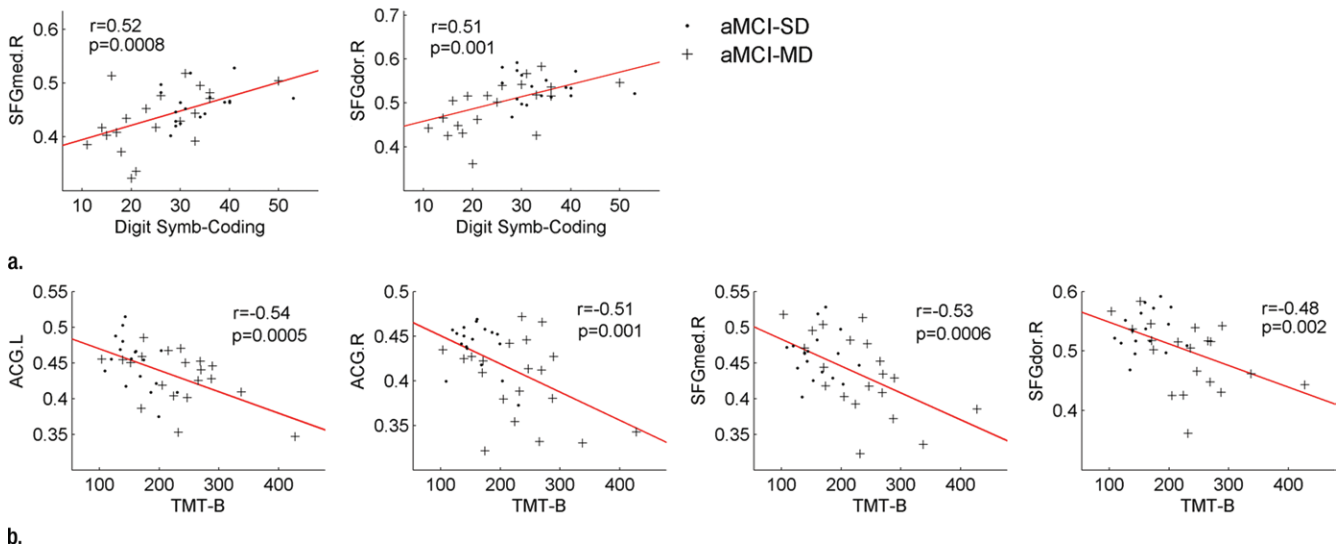 r=0.52
p=0.0008
SFGmed.R
0.6
0.5
0.4
10 20 30 40 50
Digit Symb-Coding
r=0.51
p=0.001
SFGdor.R
0.7
0.6
0.5
0.4
10 20 30 40 50
Digit Symb-Coding
aMCI-SD
aMCI-MD
a.
r=-0.54
p=0.0005
ACG.L
0.55
0.5
0.45
0.4
0.35
100 200 300 400
TMT-B
r=-0.51
p=0.001
ACG.R
0.5
0.4
0.3
100 200 300 400
TMT-B
r=-0.53
p=0.0006
SFGmed.R
0.55
0.5
0.45
0.4
0.35
100 200 300 400
TMT-B
r=-0.48
p=0.002
SFGdor.R
0.6
0.5
0.4
100 200 300 400
TMT-B
b.